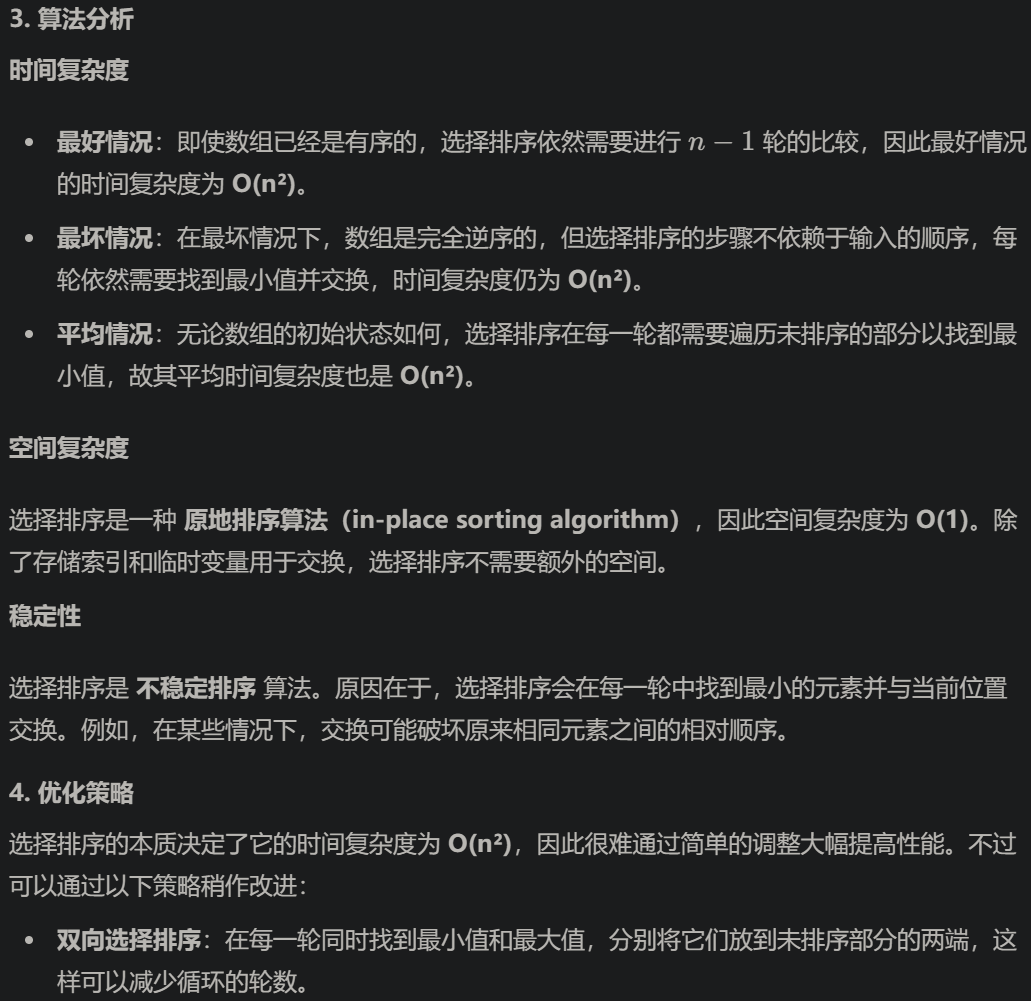 3. 算法分析
时间复杂度
• 最好情况：即使数组已经是有序的，选择排序依然需要进行 n − 1 轮的比较，因此最好情况
的时间复杂度为 O(n²)。
• 最坏情况：在最坏情况下，数组是完全逆序的，但选择排序的步骤不依赖于输入的顺序，每
轮依然需要找到最小值并交换，时间复杂度仍为 O(n²)。
• 平均情况：无论数组的初始状态如何，选择排序在每一轮都需要遍历未排序的部分以找到最
小值，故其平均时间复杂度也是 O(n²)。
空间复杂度
选择排序是一种 原地排序算法（in-place sorting algorithm），因此空间复杂度为 O(1)。除
了存储索引和临时变量用于交换，选择排序不需要额外的空间。
稳定性
选择排序是 不稳定排序 算法。原因在于，选择排序会在每一轮中找到最小的元素并与当前位置
交换。例如，在某些情况下，交换可能破坏原来相同元素之间的相对顺序。
4. 优化策略
选择排序的本质决定了它的时间复杂度为 O(n²)，因此很难通过简单的调整大幅提高性能。不过
可以通过以下策略稍作改进：
• 双向选择排序：在每一轮同时找到最小值和最大值，分别将它们放到未排序部分的两端，这
样可以减少循环的轮数。